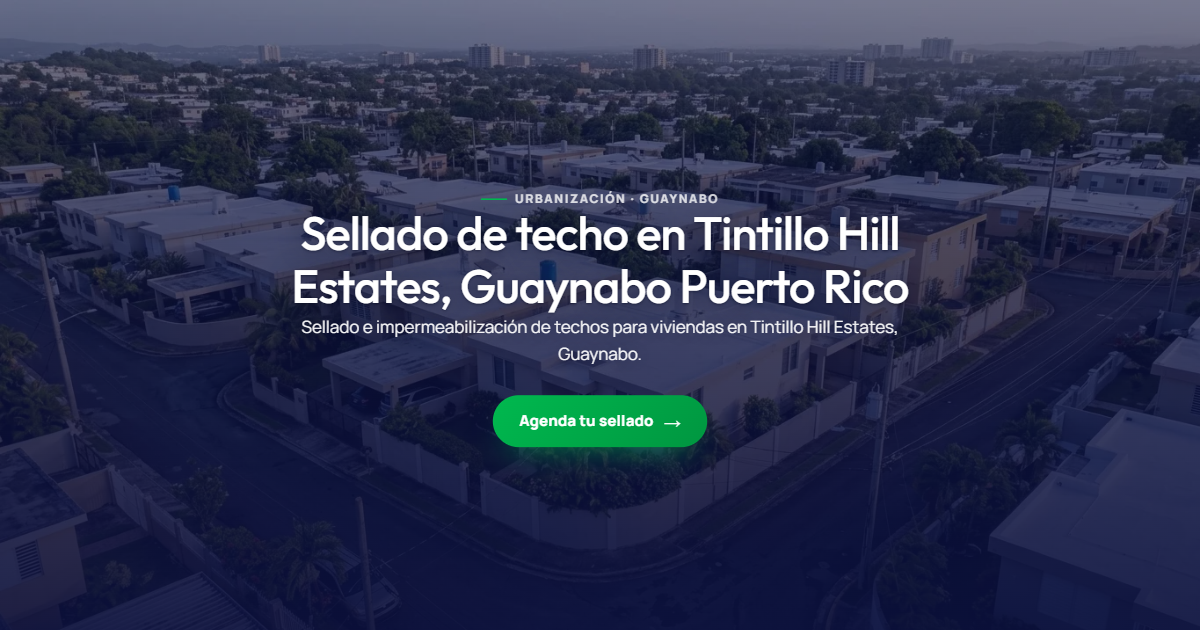 URBANIZACIÓN · GUAYNABO
Sellado de techo en Tintillo Hill
Estates, Guaynabo Puerto Rico
Sellado e impermeabilización de techos para viviendas en Tintillo Hill Estates,
Guaynabo.
Agenda tu sellado →